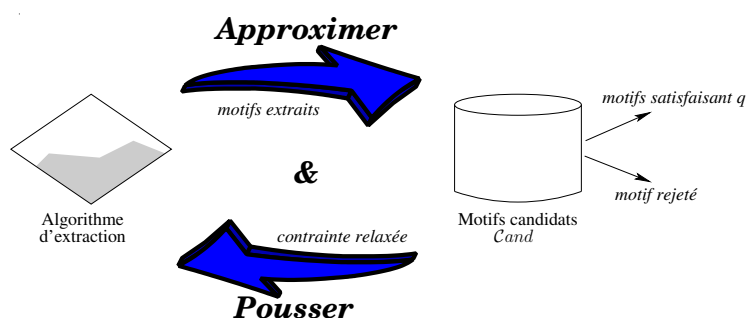 Approximer
motifs extraits
motifs satisfaisant q
&
motif rejeté
Algorithme
d'extraction
Motifs candidats
Cand
contrainte relaxée
Pousser